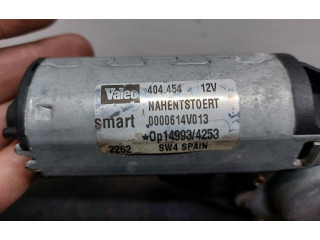 Valeo 404.454 12V
NAHENTSTOERT
smart 0000614V013
★Op14993/4253
2262 SW4 SPAIN